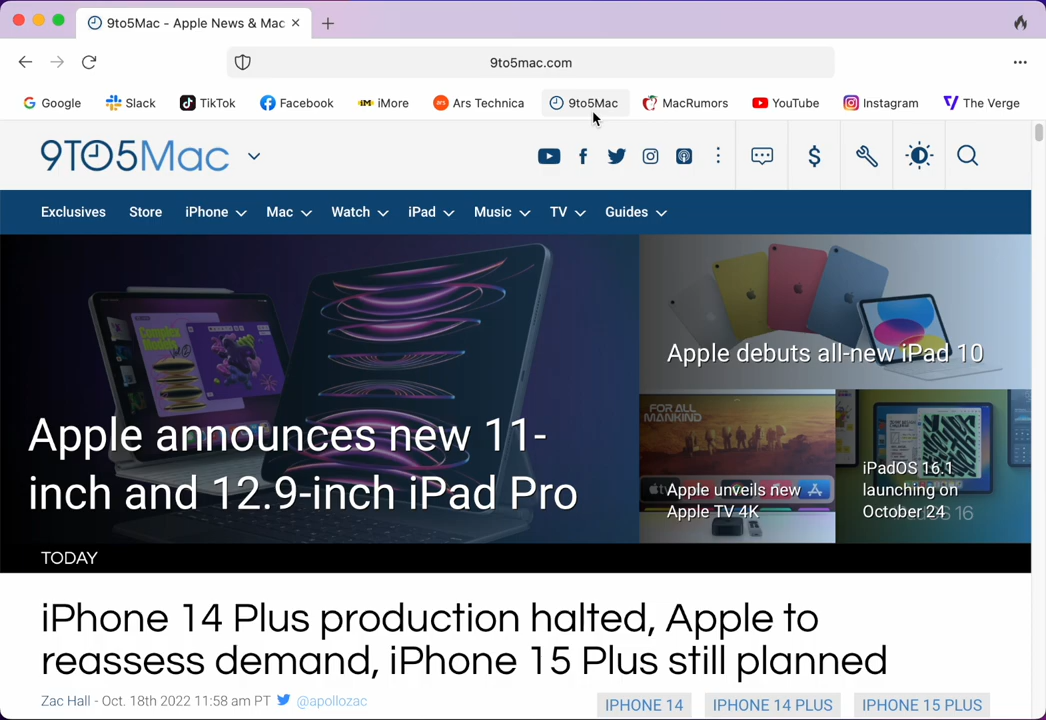 9to5Mac - Apple News & Mac
9to5mac.com
Google Slack TikTok Facebook iMore Ars Technica 9to5Mac MacRumors YouTube Instagram The Verge
9TO5Mac
Exclusives Store iPhone Mac Watch iPad Music TV Guides
Apple announces new 11-
inch and 12.9-inch iPad Pro
Apple debuts all-new iPad 10
FOR ALL
MANKIND
Apple unveils new
Apple TV 4K
iPadOS 16.1
launching on
October 24
TODAY
iPhone 14 Plus production halted, Apple to
reassess demand, iPhone 15 Plus still planned
Zac Hall - Oct. 18th 2022 11:58 am PT @apollozac
IPHONE 14 IPHONE 14 PLUS IPHONE 15 PLUS